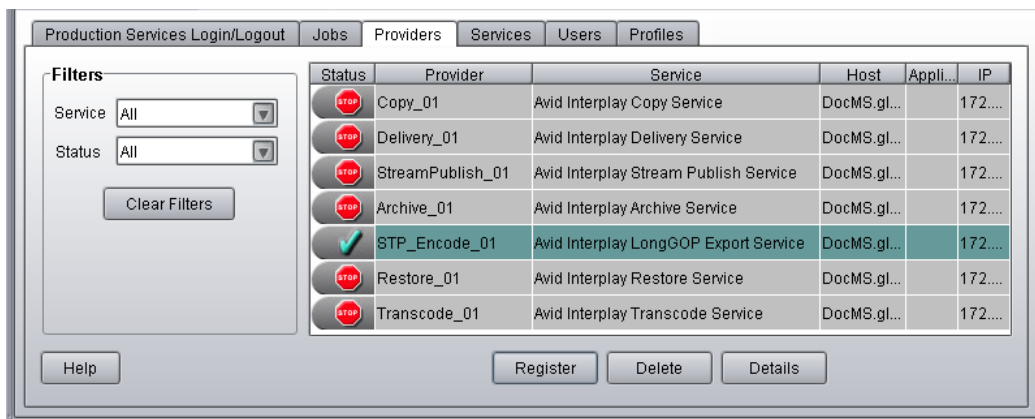 Production Services Login/Logout Jobs Providers Services Users Profiles
Filters
Service All
Status All
Clear Filters
Status Provider Service Host Appli... IP
STOP Copy_01 Avid Interplay Copy Service DocMS.gl... 172....
STOP Delivery_01 Avid Interplay Delivery Service DocMS.gl... 172....
STOP StreamPublish_01 Avid Interplay Stream Publish Service DocMS.gl... 172....
STOP Archive_01 Avid Interplay Archive Service DocMS.gl... 172....
STP_Encode_01 Avid Interplay LongGOP Export Service DocMS.gl... 172....
STOP Restore_01 Avid Interplay Restore Service DocMS.gl... 172....
STOP Transcode_01 Avid Interplay Transcode Service DocMS.gl... 172....
Help Register Delete Details